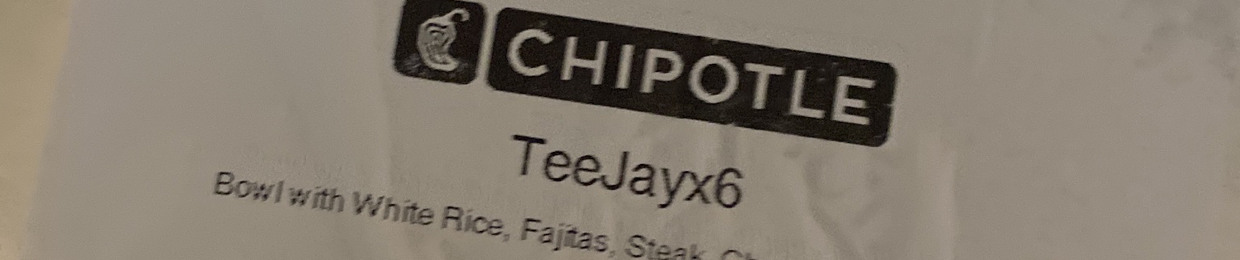 CHIPOTLE
TeeJayx6
Bowl with White Rice, Fajitas, Steak,